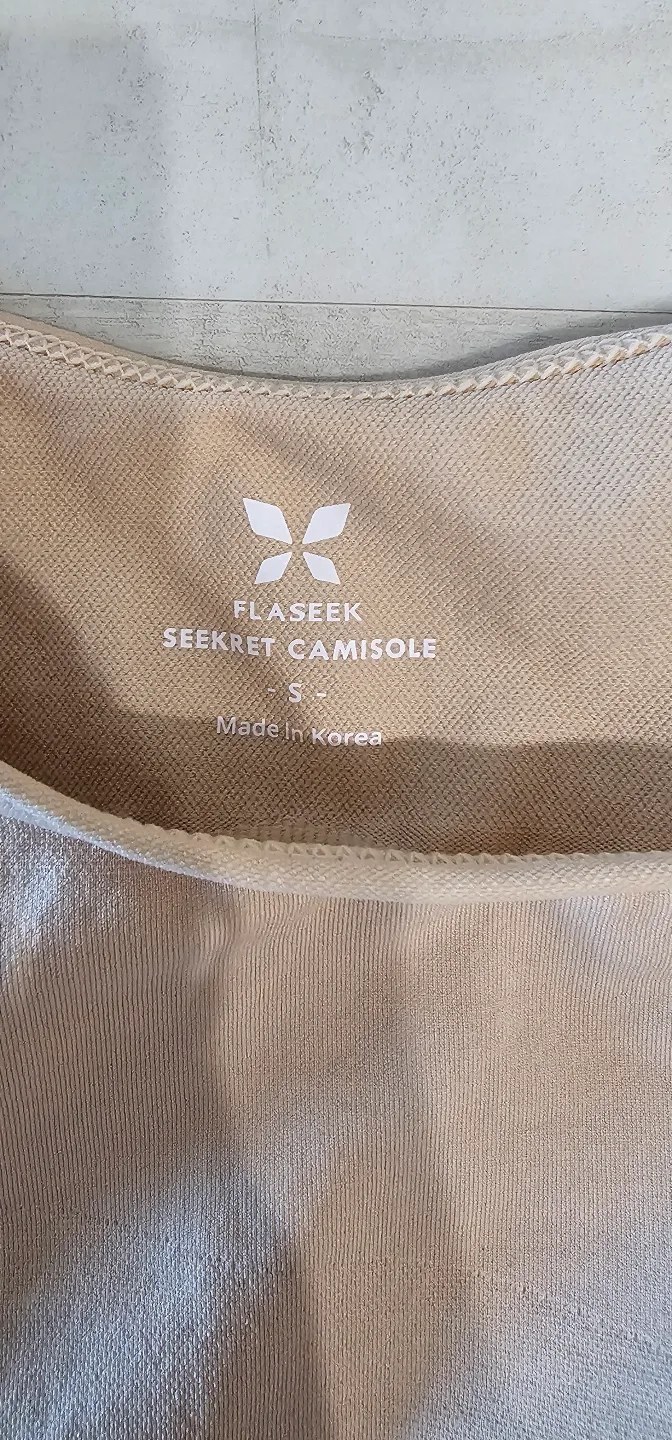 FLASEEK
SEEKRET CAMISOLE
- S -
Made in Korea